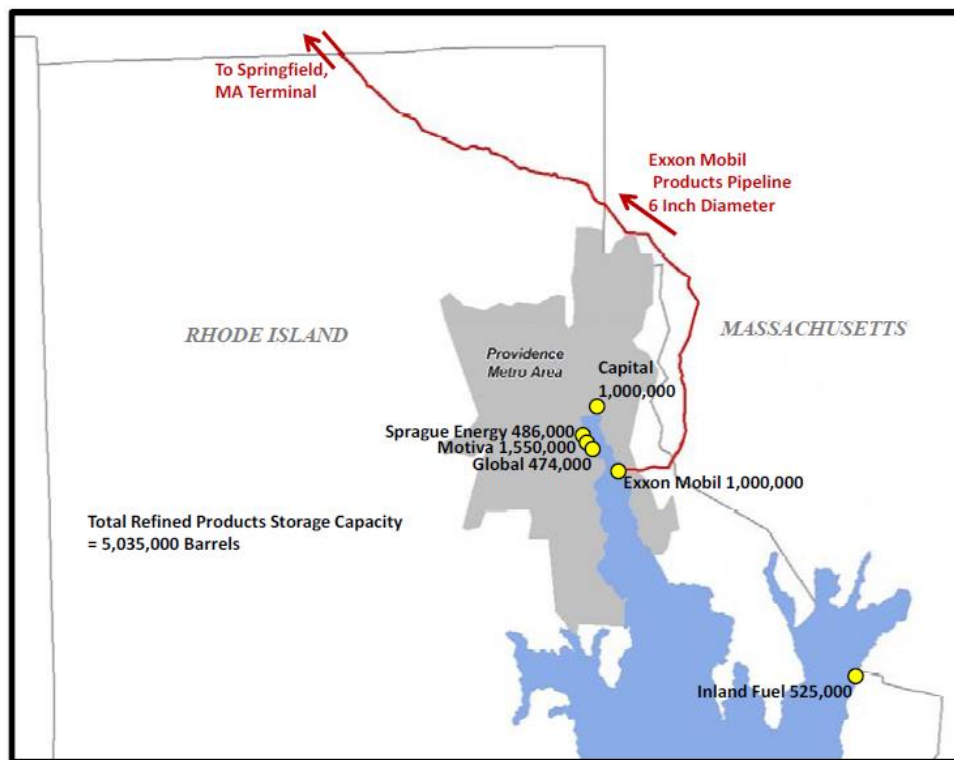 To Springfield,
MA Terminal
Exxon Mobil
Products Pipeline
6 Inch Diameter
RHODE ISLAND
MASSACHUSETTS
Providence
Metro Area
Capital
1,000,000
Sprague Energy 486,000
Motiva 1,550,000
Global 474,000
Exxon Mobil 1,000,000
Total Refined Products Storage Capacity
= 5,035,000 Barrels
Inland Fuel 525,000